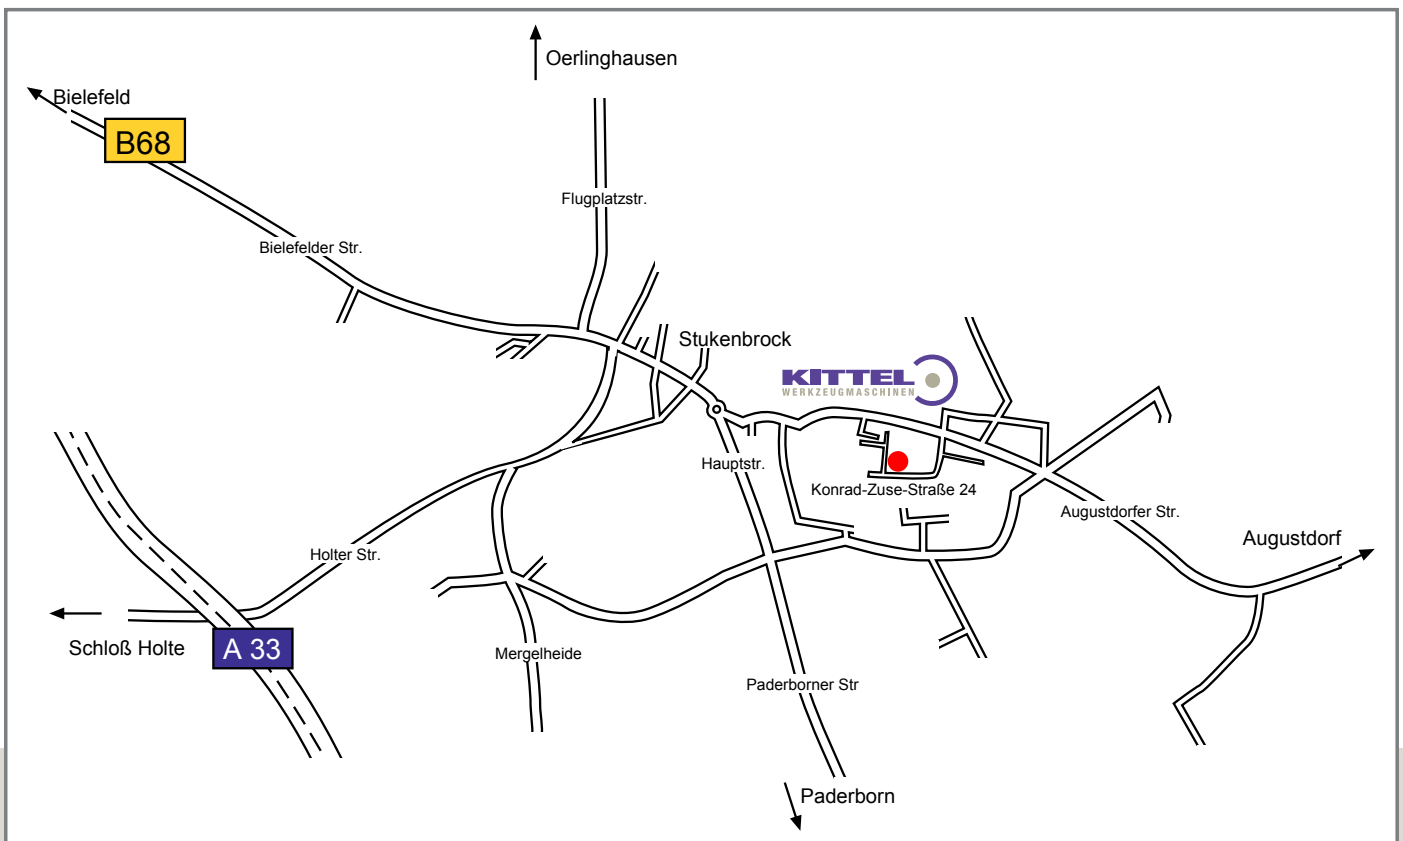 Oerlinghausen
Bielefeld
B68
Flugplatzstr.
Bielefelder Str.
Stukenbrock
KITTEL
WERKZEUGMASCHINEN
Hauptstr.
Konrad-Zuse-Straße 24
Augustdorfer Str.
Augustdorf
Holter Str.
Schloß Holte
A 33
Mergelheide
Paderborner Str
Paderborn